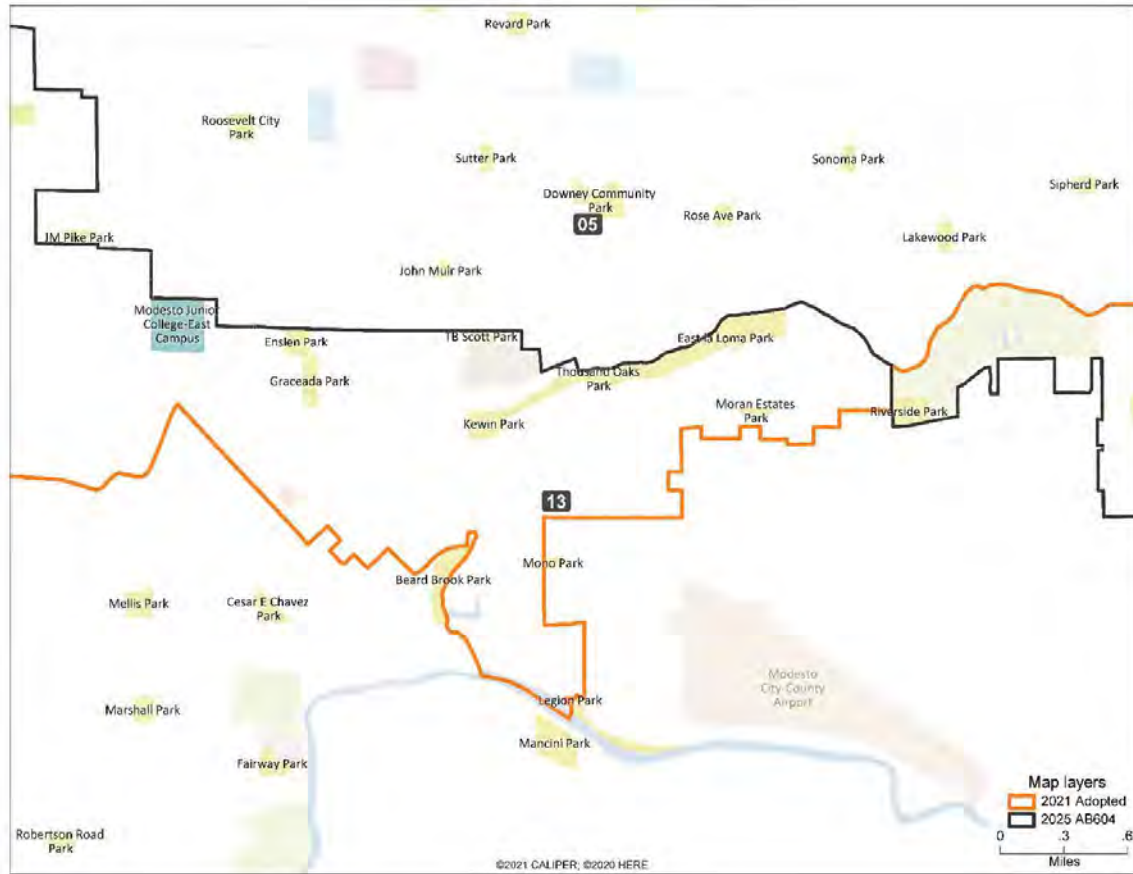 Revard Park
Roosevelt City
Park
Sutter Park
Sonoma Park
Downey Community
Park
Sipherd Park
Rose Ave Park
05
JM Pike Park
Lakewood Park
John Muir Park
Modesto Junior
College-East
Campus
Enslen Park
TB Scott Park
East la Loma Park
Graceada Park
Thousand Oaks
Park
Kewin Park
Moran Estates
Park
Riverside Park
13
Mono Park
Beard Brook Park
Mellis Park
Cesar E Chavez
Park
Modesto
City-County
Airport
Legion Park
Marshall Park
Mancini Park
Fairway Park
Map layers
2021 Adopted
2025 AB604
Robertson Road
Park
0 .3 .6
Miles
©2021 CALIPER; ©2020 HERE